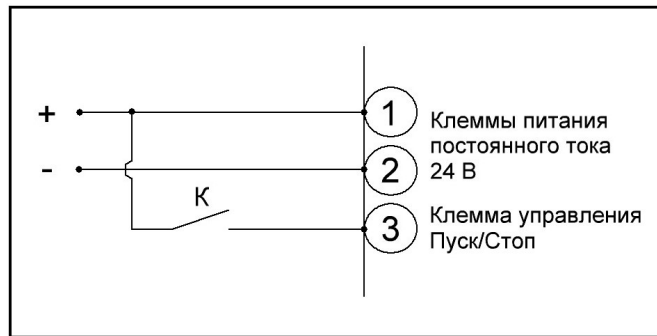 +
1
Клеммы питания
постоянного тока
24 В
-
2
К
3
Клемма управления
Пуск/Стоп